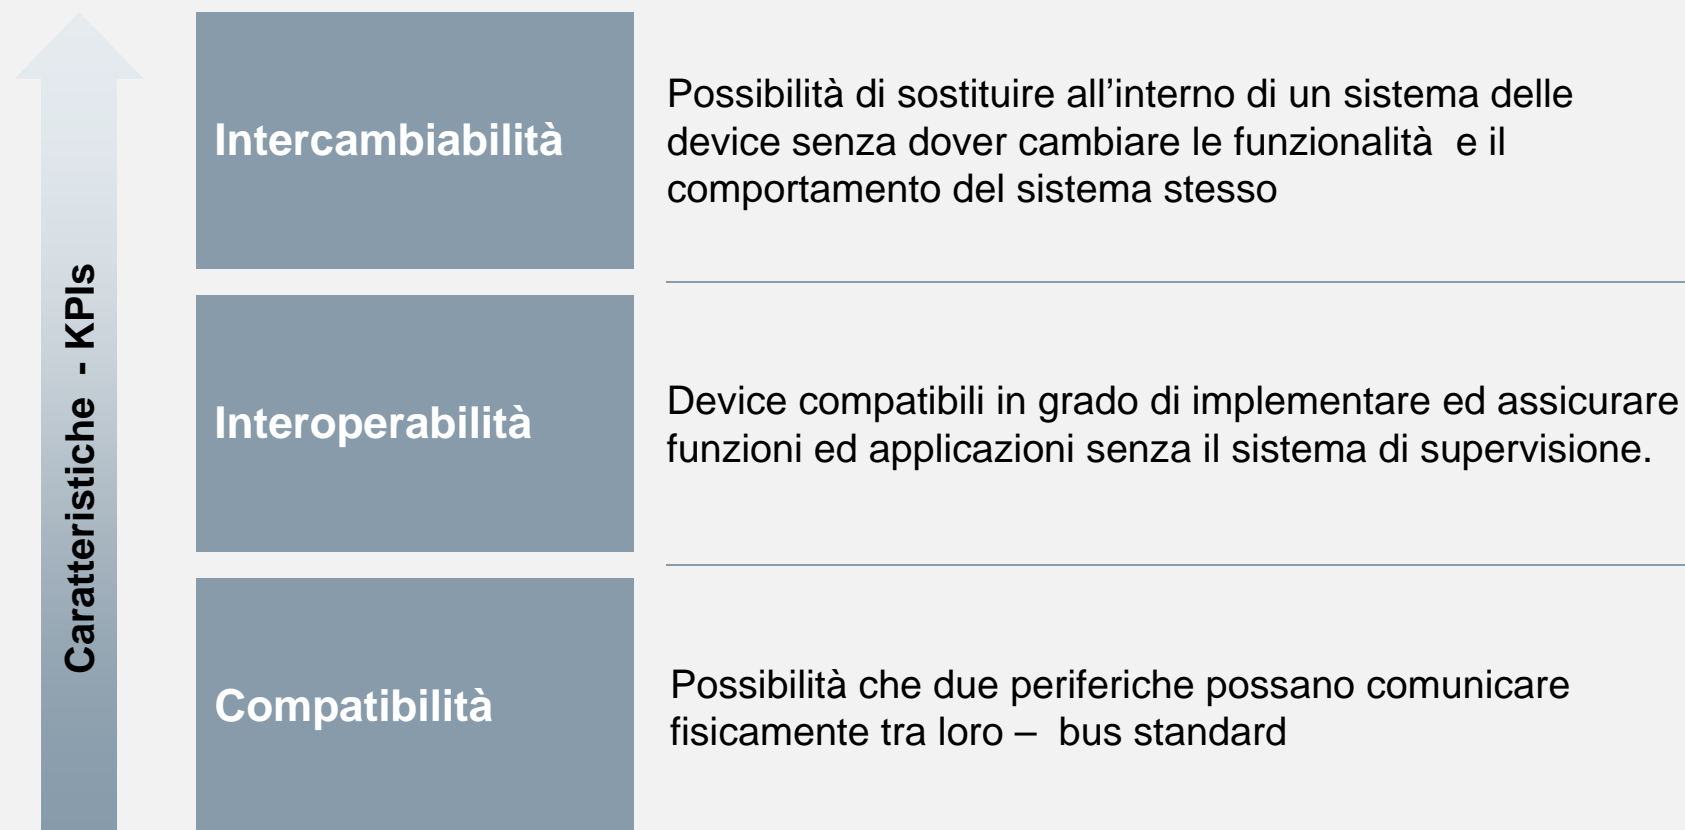 Caratteristiche - KPIs
Intercambiabilità
Possibilità di sostituire all’interno di un sistema delle
device senza dover cambiare le funzionalità e il
comportamento del sistema stesso
Interoperabilità
Device compatibili in grado di implementare ed assicurare
funzioni ed applicazioni senza il sistema di supervisione.
Compatibilità
Possibilità che due periferiche possano comunicare
fisicamente tra loro – bus standard